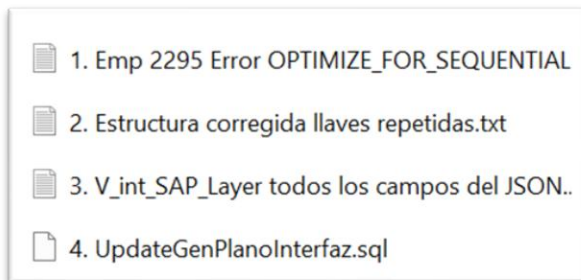 1. Emp 2295 Error OPTIMIZE_FOR_SEQUENTIAL
2. Estructura corregida llaves repetidas.txt
3. V_int_SAP_Layer todos los campos del JSON..
4. UpdateGenPlanoInterfaz.sql